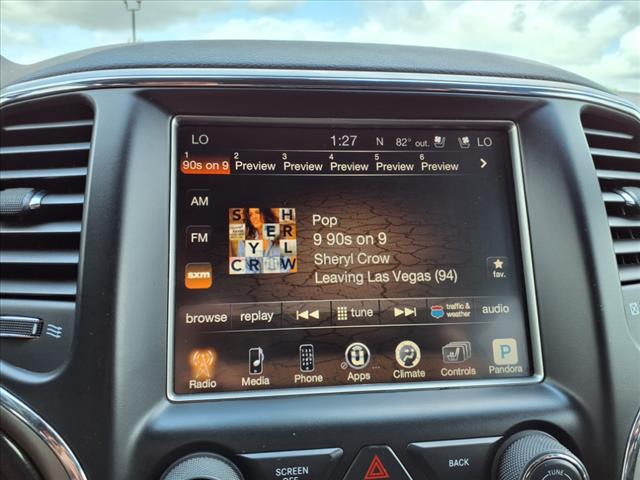 LO 1:27 N 82° out. LO
1 2 3 4 5 6
90s on 9 Preview Preview Preview Preview Preview
AM
FM
sxm
SHERYL CROW
Pop
9 90s on 9
Sheryl Crow
Leaving Las Vegas (94)
fav.
browse replay tune traffic & weather audio
Radio Media Phone Apps Climate Controls P Pandora
SCREEN OFF
BACK
TUNE